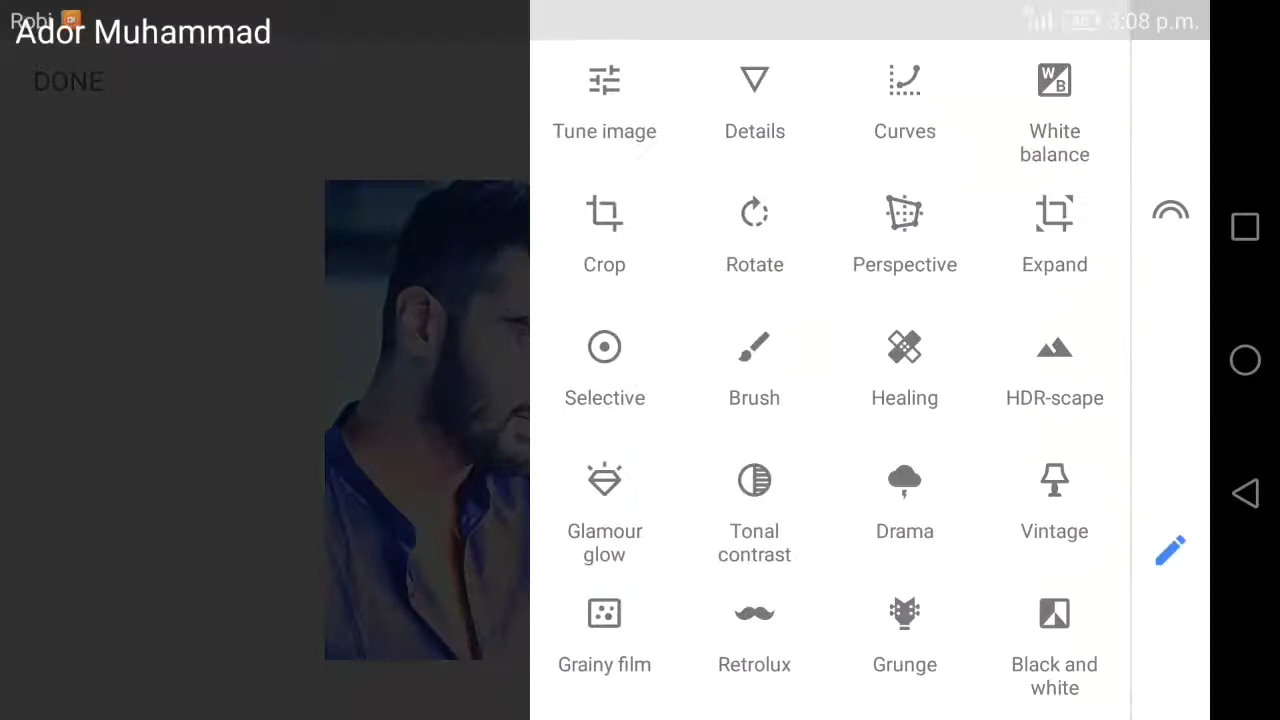 Robi
Ador Muhammad
3:08 p.m.
DONE
Tune image
Details
Curves
White
balance
Crop
Rotate
Perspective
Expand
Selective
Brush
Healing
HDR-scape
Glamour
glow
Tonal
contrast
Drama
Vintage
Grainy film
Retrolux
Grunge
Black and
white